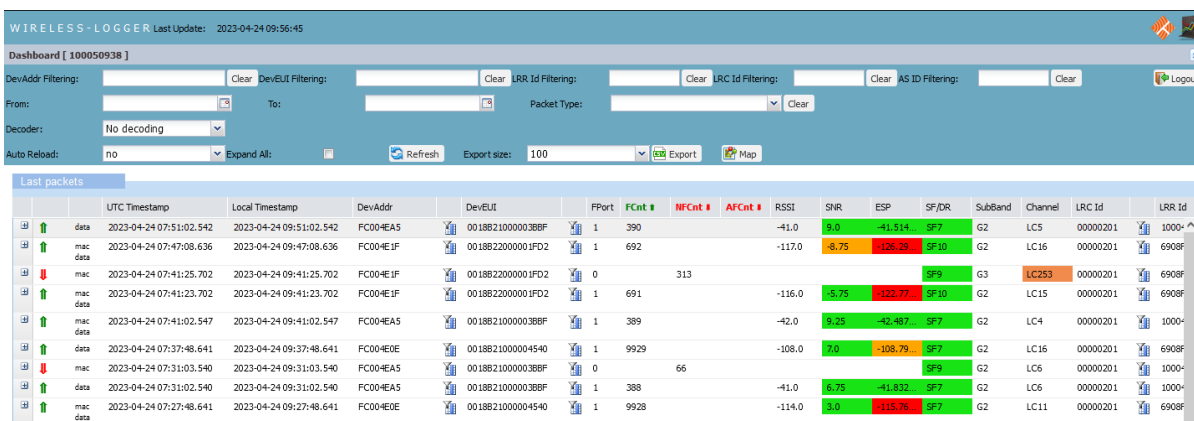 WIRELESS-LOGGER Last Update: 2023-04-24 09:56:45
Dashboard [ 100050938 ]
DevAddr Filtering: Clear DevEUI Filtering: Clear LRR Id Filtering: Clear LRC Id Filtering: Clear AS ID Filtering: Clear Logou
From: To: Packet Type: Clear
Decoder: No decoding
Auto Reload: no Expand All: Refresh Export size: 100 Export Map
Last packets
UTC Timestamp Local Timestamp DevAddr DevEUI FPort FCnt NFCnt AFCnt RSSI SNR ESP SF/DR SubBand Channel LRC Id LRR Id
data 2023-04-24 07:51:02.542 2023-04-24 09:51:02.542 FC004EA5 0018B21000003BBF 1 390 -41.0 9.0 -41.514... SF7 G2 LC5 00000201 1000
mac data 2023-04-24 07:47:08.636 2023-04-24 09:47:08.636 FC004E1F 0018B22000001FD2 1 692 -117.0 -8.75 -126.29... SF10 G2 LC16 00000201 6908F
mac 2023-04-24 07:41:25.702 2023-04-24 09:41:25.702 FC004E1F 0018B22000001FD2 0 313 SF9 G3 LC253 00000201 6908F
mac data 2023-04-24 07:41:23.702 2023-04-24 09:41:23.702 FC004E1F 0018B22000001FD2 1 691 -116.0 -5.75 -122.77... SF10 G2 LC15 00000201 6908F
mac data 2023-04-24 07:41:02.547 2023-04-24 09:41:02.547 FC004EA5 0018B21000003BBF 1 389 -42.0 9.25 -42.487... SF7 G2 LC4 00000201 1000
data 2023-04-24 07:37:48.641 2023-04-24 09:37:48.641 FC004E0E 0018B21000004540 1 9929 -108.0 7.0 -108.79... SF7 G2 LC16 00000201 6908F
mac 2023-04-24 07:31:03.540 2023-04-24 09:31:03.540 FC004EA5 0018B21000003BBF 0 66 SF9 G2 LC6 00000201 1000
data 2023-04-24 07:31:02.540 2023-04-24 09:31:02.540 FC004EA5 0018B21000003BBF 1 388 -41.0 6.75 -41.832... SF7 G2 LC6 00000201 1000
mac data 2023-04-24 07:27:48.641 2023-04-24 09:27:48.641 FC004E0E 0018B21000004540 1 9928 -114.0 3.0 -115.76... SF7 G2 LC11 00000201 6908F